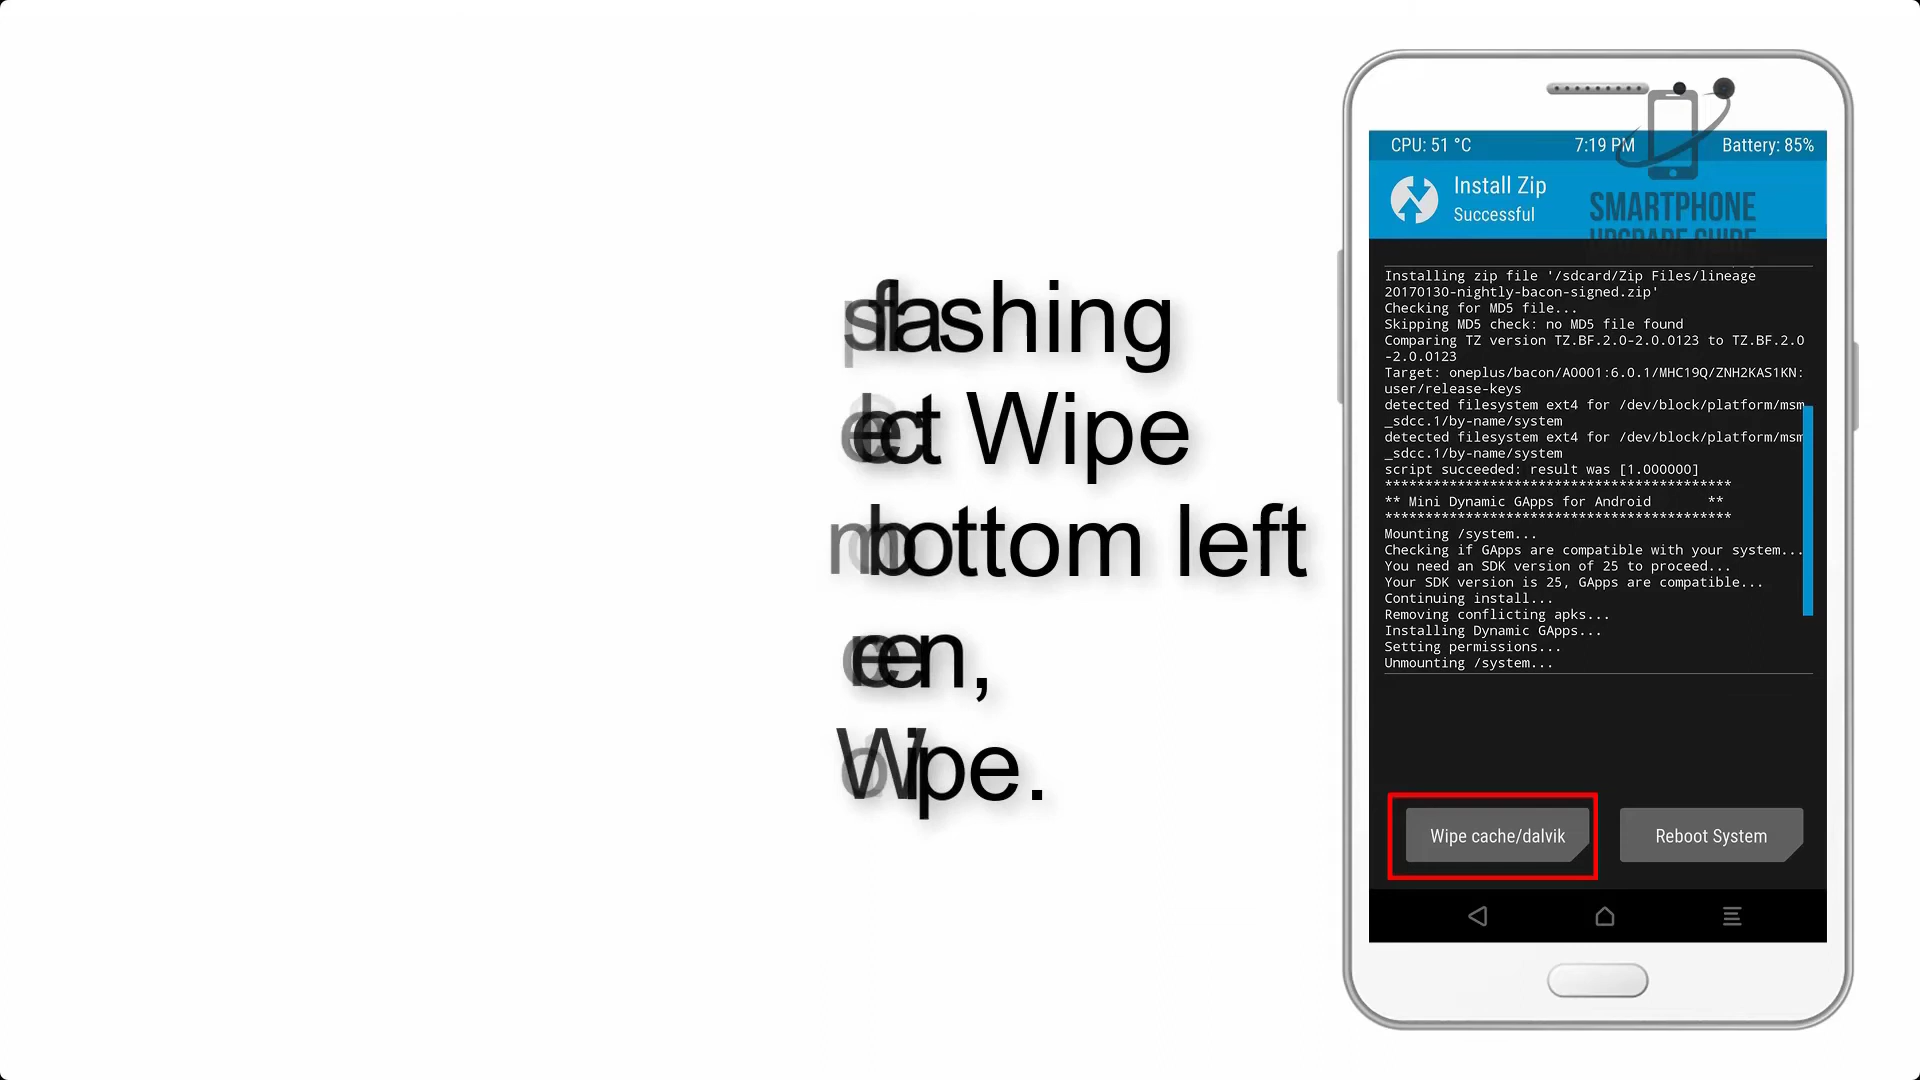 flashing
Wipe
bottom left
Wipe.
CPU: 51 °C 7:19 PM Battery: 85%
Install Zip
Successful
SMARTPHONE
UPGRADE GUIDE
Installing zip file '/sdcard/Zip Files/lineage
20170130-nightly-bacon-signed.zip'
Checking for MD5 file...
Skipping MD5 check: no MD5 file found
Comparing TZ version TZ.BF.2.0-2.0.0123 to TZ.BF.2.0
-2.0.0123
Target: oneplus/bacon/A0001:6.0.1/MHC19Q/ZNH2KAS1KN:
user/release-keys
detected filesystem ext4 for /dev/block/platform/msm
_sdcc.1/by-name/system
detected filesystem ext4 for /dev/block/platform/msm
_sdcc.1/by-name/system
script succeeded: result was [1.000000]
*******************************************
** Mini Dynamic GApps for Android **
*******************************************
Mounting /system...
Checking if GApps are compatible with your system...
You need an SDK version of 25 to proceed...
Your SDK version is 25, GApps are compatible...
Continuing install...
Removing conflicting apks...
Installing Dynamic GApps...
Setting permissions...
Unmounting /system...
Wipe cache/dalvik Reboot System